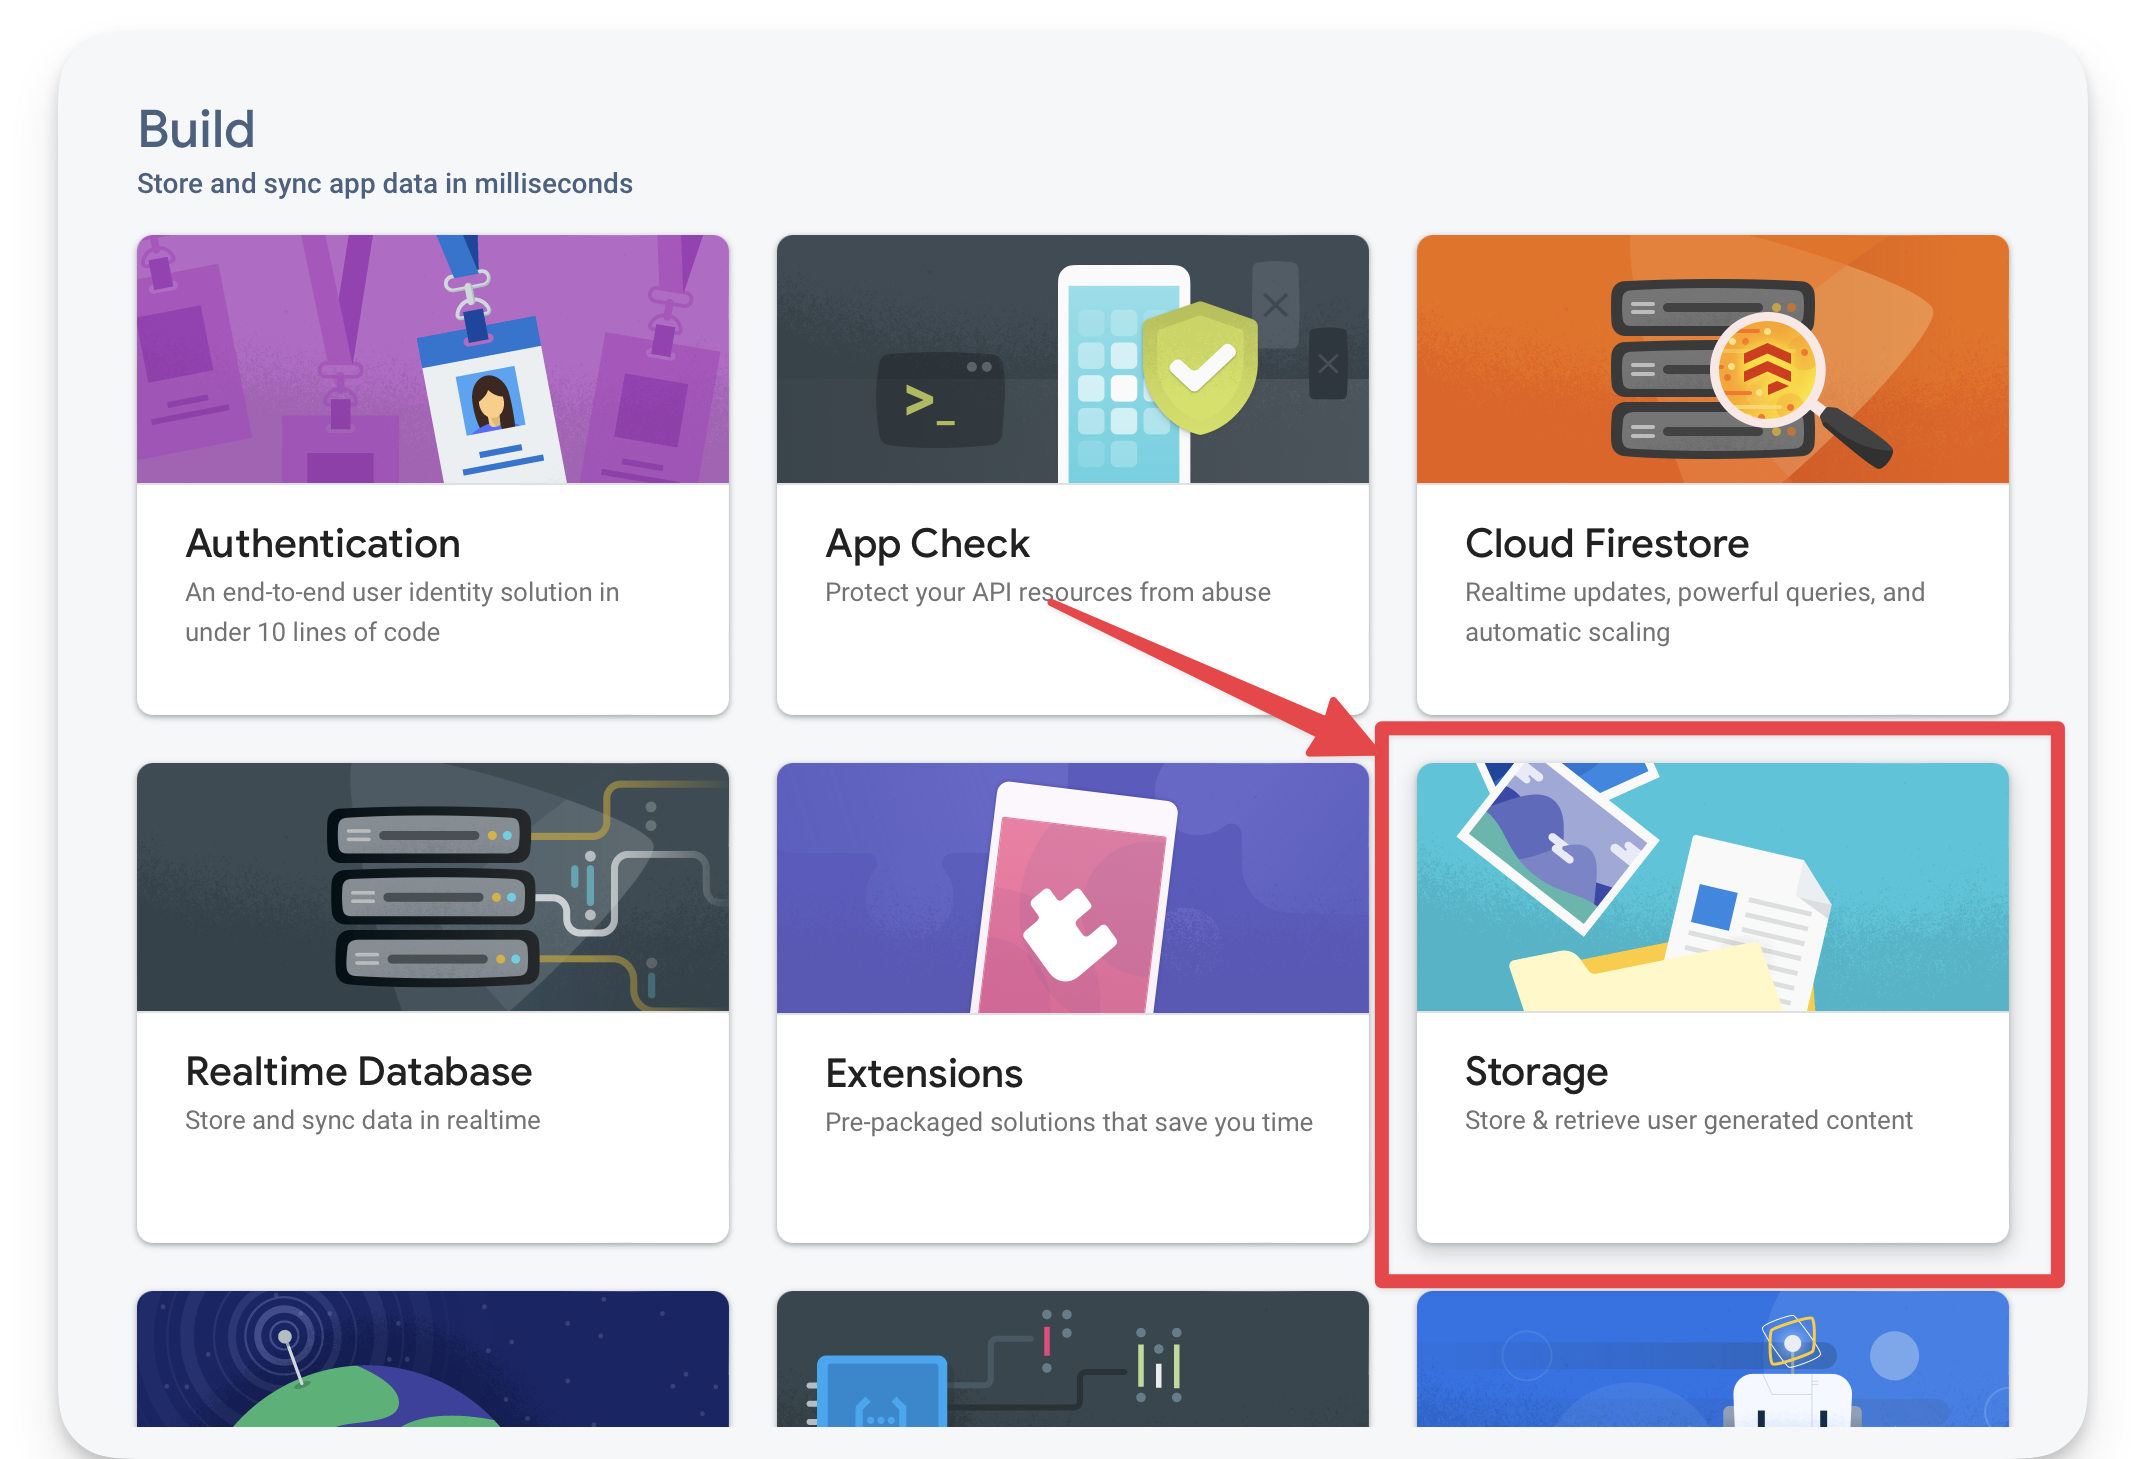 Build
Store and sync app data in milliseconds
>_
Authentication
An end-to-end user identity solution in
under 10 lines of code
App Check
Protect your API resources from abuse
Cloud Firestore
Realtime updates, powerful queries, and
automatic scaling
Realtime Database
Store and sync data in realtime
Extensions
Pre-packaged solutions that save you time
Storage
Store & retrieve user generated content